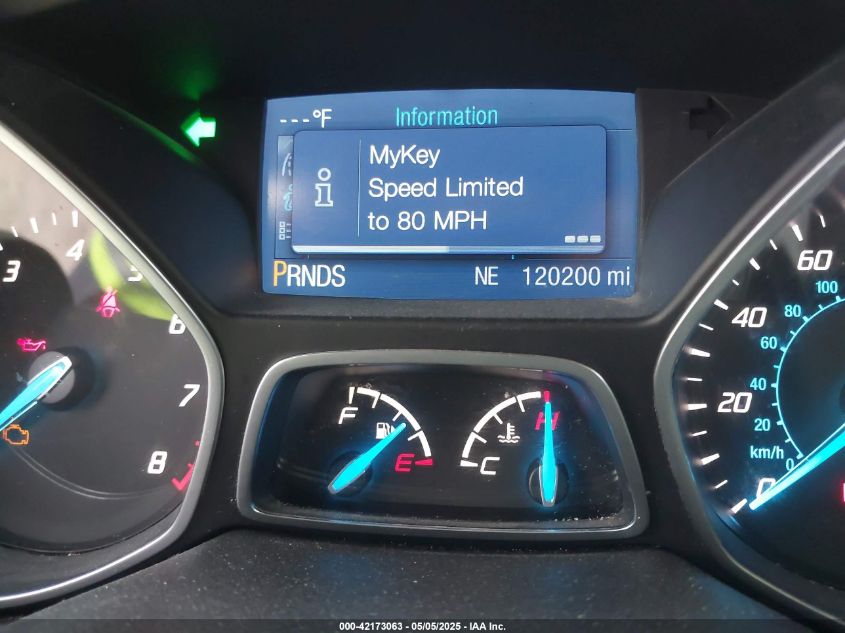 ---°F Information
MyKey
Speed Limited
to 80 MPH
PRNDS NE 120200 mi
3 4 5 6 7 8
F E
C H
0 20 40 60
km/h 0 20 40 60 80 100
000-42173063 - 05/05/2025 - IAA Inc.